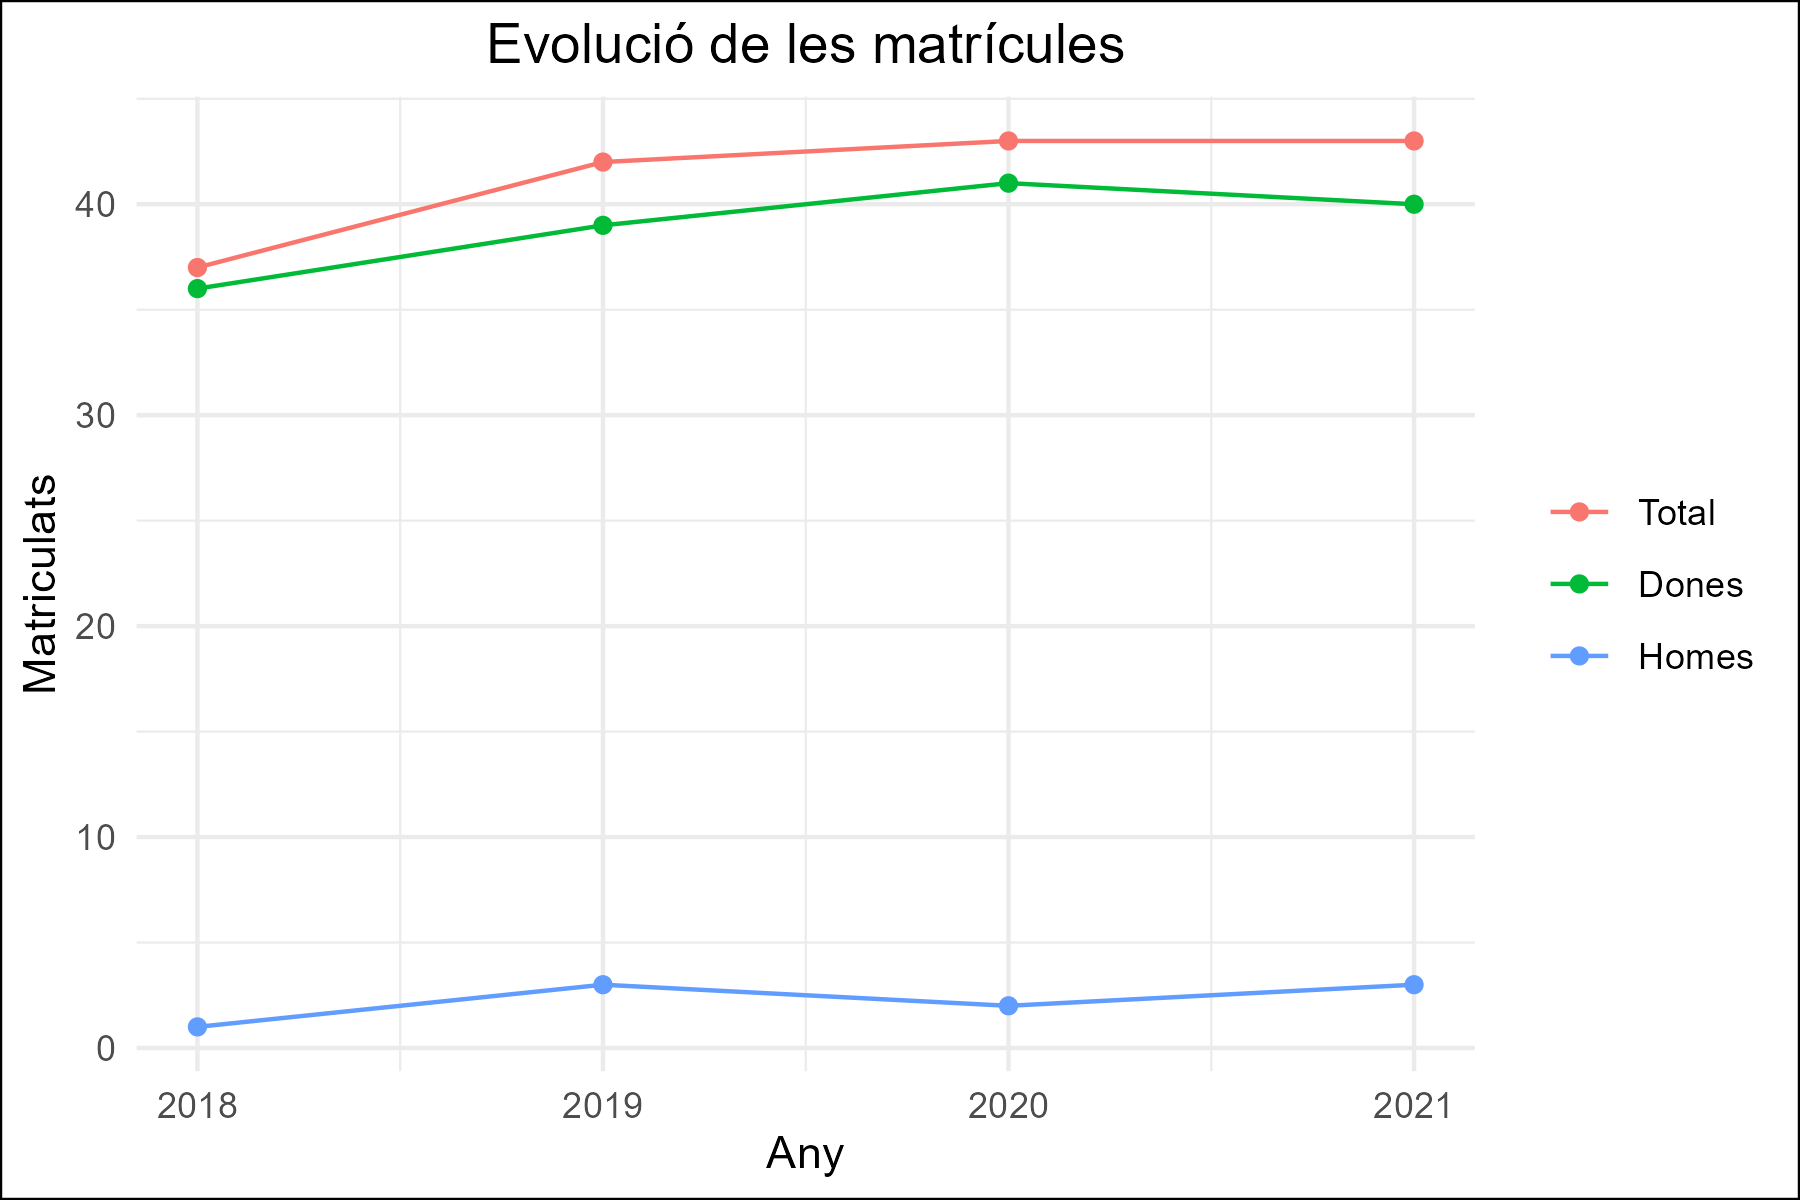 Evolució de les matrícules
Matriculats
40
30
20
10
0
2018 2019 2020 2021
Any
Total
Dones
Homes